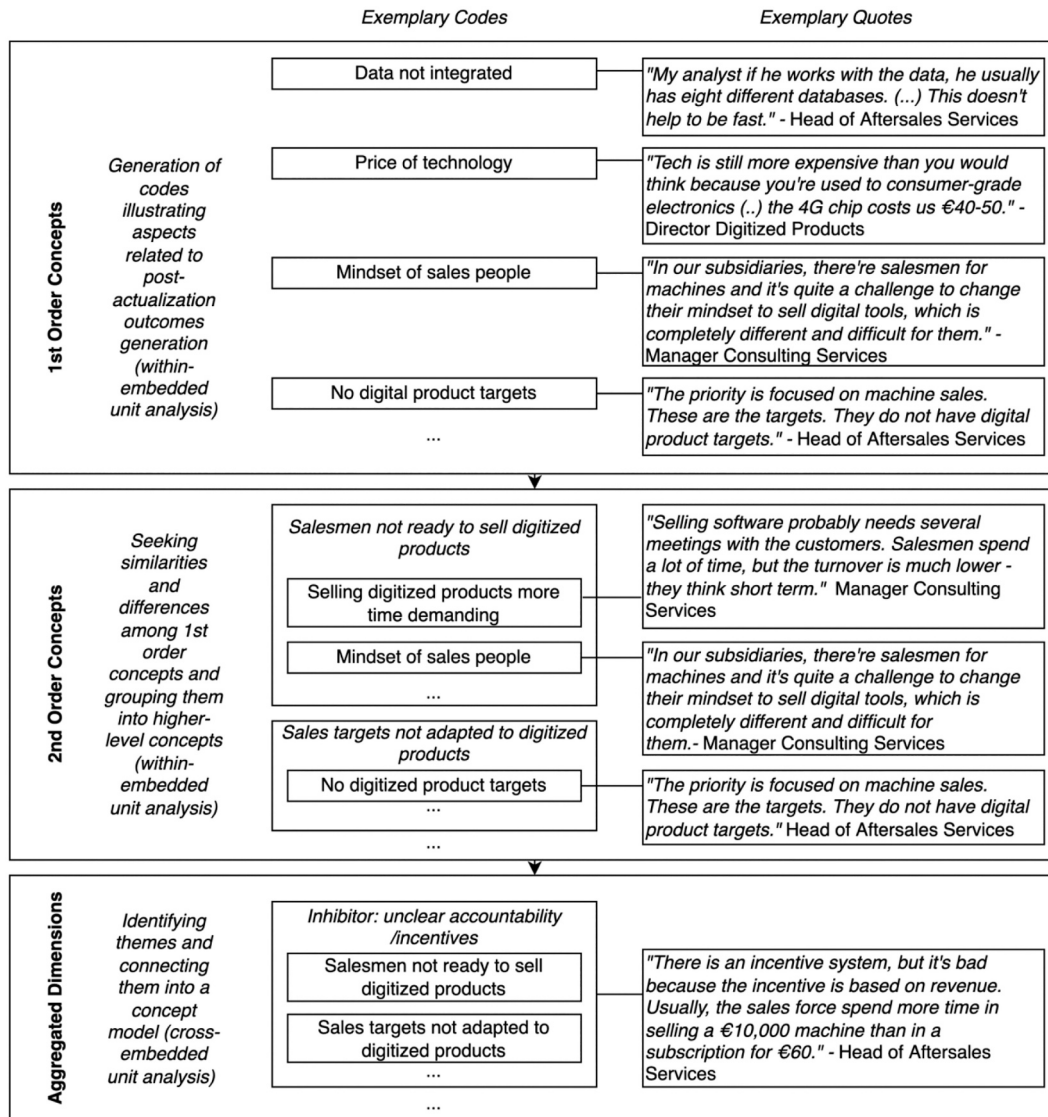 Exemplary Codes
Exemplary Quotes
1st Order Concepts
Generation of
codes
illustrating
aspects
related to
post-
actualization
outcomes
generation
(within-
embedded
unit analysis)
Data not integrated
"My analyst if he works with the data, he usually
has eight different databases. (...) This doesn't
help to be fast." - Head of Aftersales Services
Price of technology
"Tech is still more expensive than you would
think because you're used to consumer-grade
electronics (..) the 4G chip costs us €40-50." -
Director Digitized Products
Mindset of sales people
"In our subsidiaries, there're salesmen for
machines and it's quite a challenge to change
their mindset to sell digital tools, which is
completely different and difficult for them." -
Manager Consulting Services
No digital product targets
...
"The priority is focused on machine sales.
These are the targets. They do not have digital
product targets." - Head of Aftersales Services
2nd Order Concepts
Seeking
similarities
and
differences
among 1st
order
concepts and
grouping them
into higher-
level concepts
(within-
embedded
unit analysis)
Salesmen not ready to sell digitized
products
Selling digitized products more
time demanding
"Selling software probably needs several
meetings with the customers. Salesmen spend
a lot of time, but the turnover is much lower -
they think short term." Manager Consulting
Services
Mindset of sales people
...
"In our subsidiaries, there're salesmen for
machines and it's quite a challenge to change
their mindset to sell digital tools, which is
completely different and difficult for
them.- Manager Consulting Services
Sales targets not adapted to digitized
products
No digitized product targets
...
...
"The priority is focused on machine sales.
These are the targets. They do not have digital
product targets." Head of Aftersales Services
Aggregated Dimensions
Identifying
themes and
connecting
them into a
concept
model (cross-
embedded
unit analysis)
Inhibitor: unclear accountability
/incentives
Salesmen not ready to sell
digitized products
Sales targets not adapted to
digitized products
...
...
"There is an incentive system, but it's bad
because the incentive is based on revenue.
Usually, the sales force spend more time in
selling a €10,000 machine than in a
subscription for €60." - Head of Aftersales
Services